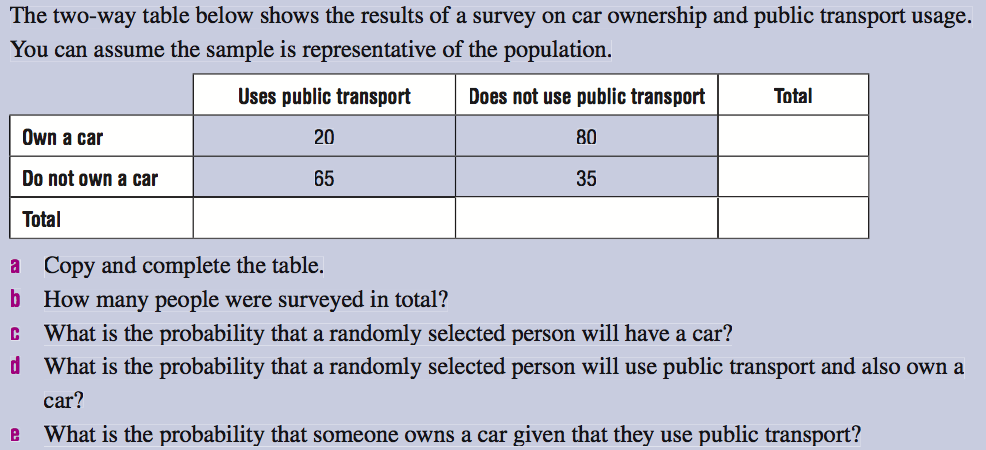 The two-way table below shows the results of a survey on car ownership and public transport usage.
You can assume the sample is representative of the population.
Uses public transport Does not use public transport Total
Own a car 20 80
Do not own a car 65 35
Total
a Copy and complete the table.
b How many people were surveyed in total?
c What is the probability that a randomly selected person will have a car?
d What is the probability that a randomly selected person will use public transport and also own a
car?
e What is the probability that someone owns a car given that they use public transport?